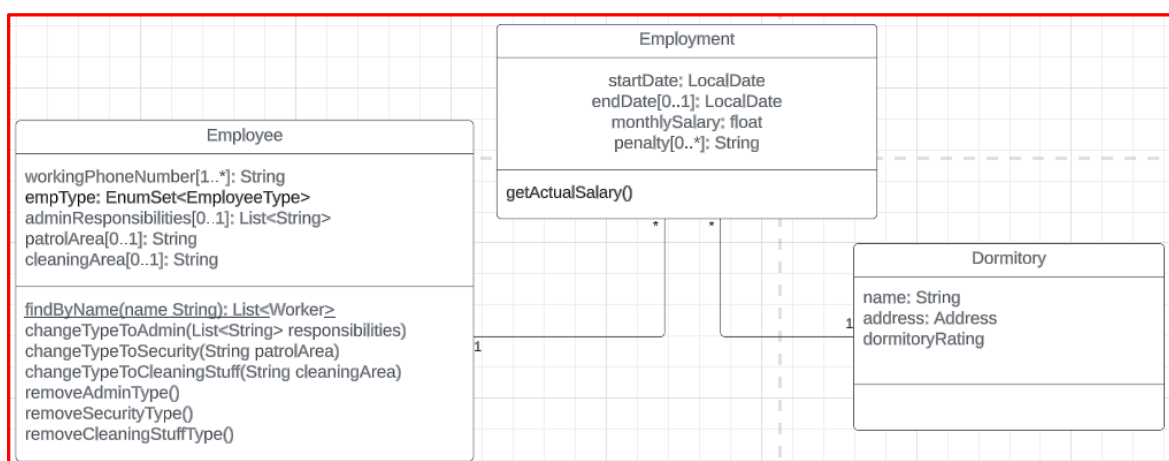 Employment
startDate: LocalDate
endDate[0..1]: LocalDate
monthlySalary: float
penalty[0..*]: String
getActualSalary()
*
*
Employee
workingPhoneNumber[1..*]: String
empType: EnumSet<EmployeeType>
adminResponsibilities[0..1]: List<String>
patrolArea[0..1]: String
cleaningArea[0..1]: String
findByName(name String): List<Worker>
changeTypeToAdmin(List<String> responsibilities)
changeTypeToSecurity(String patrolArea)
changeTypeToCleaningStuff(String cleaningArea)
removeAdminType()
removeSecurityType()
removeCleaningStuffType()
1
1
Dormitory
name: String
address: Address
dormitoryRating